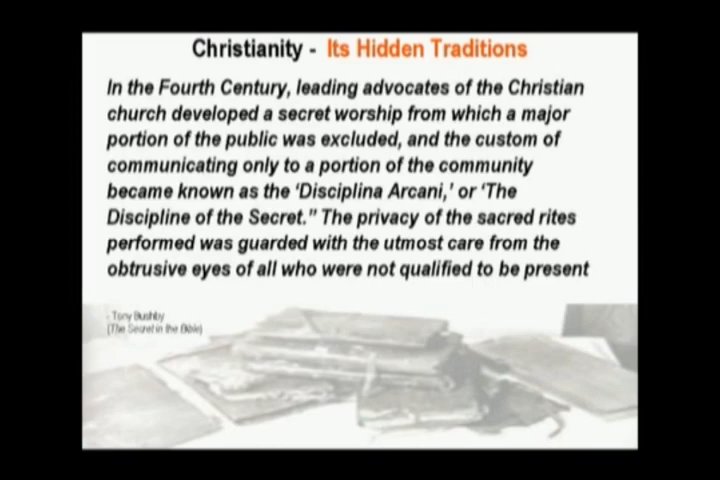 Christianity - Its Hidden Traditions
In the Fourth Century, leading advocates of the Christian
church developed a secret worship from which a major
portion of the public was excluded, and the custom of
communicating only to a portion of the community
became known as the 'Disciplina Arcani,' or 'The
Discipline of the Secret." The privacy of the sacred rites
performed was guarded with the utmost care from the
obtrusive eyes of all who were not qualified to be present
- Tony Bushby
(The Secret in the Bible)